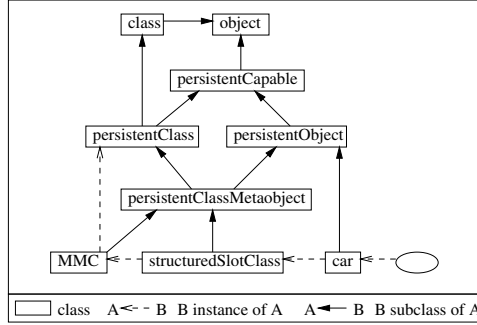 class object
persistentCapable
persistentClass persistentObject
persistentClassMetaobject
MMC structuredSlotClass car
class A B B instance of A A B B subclass of A